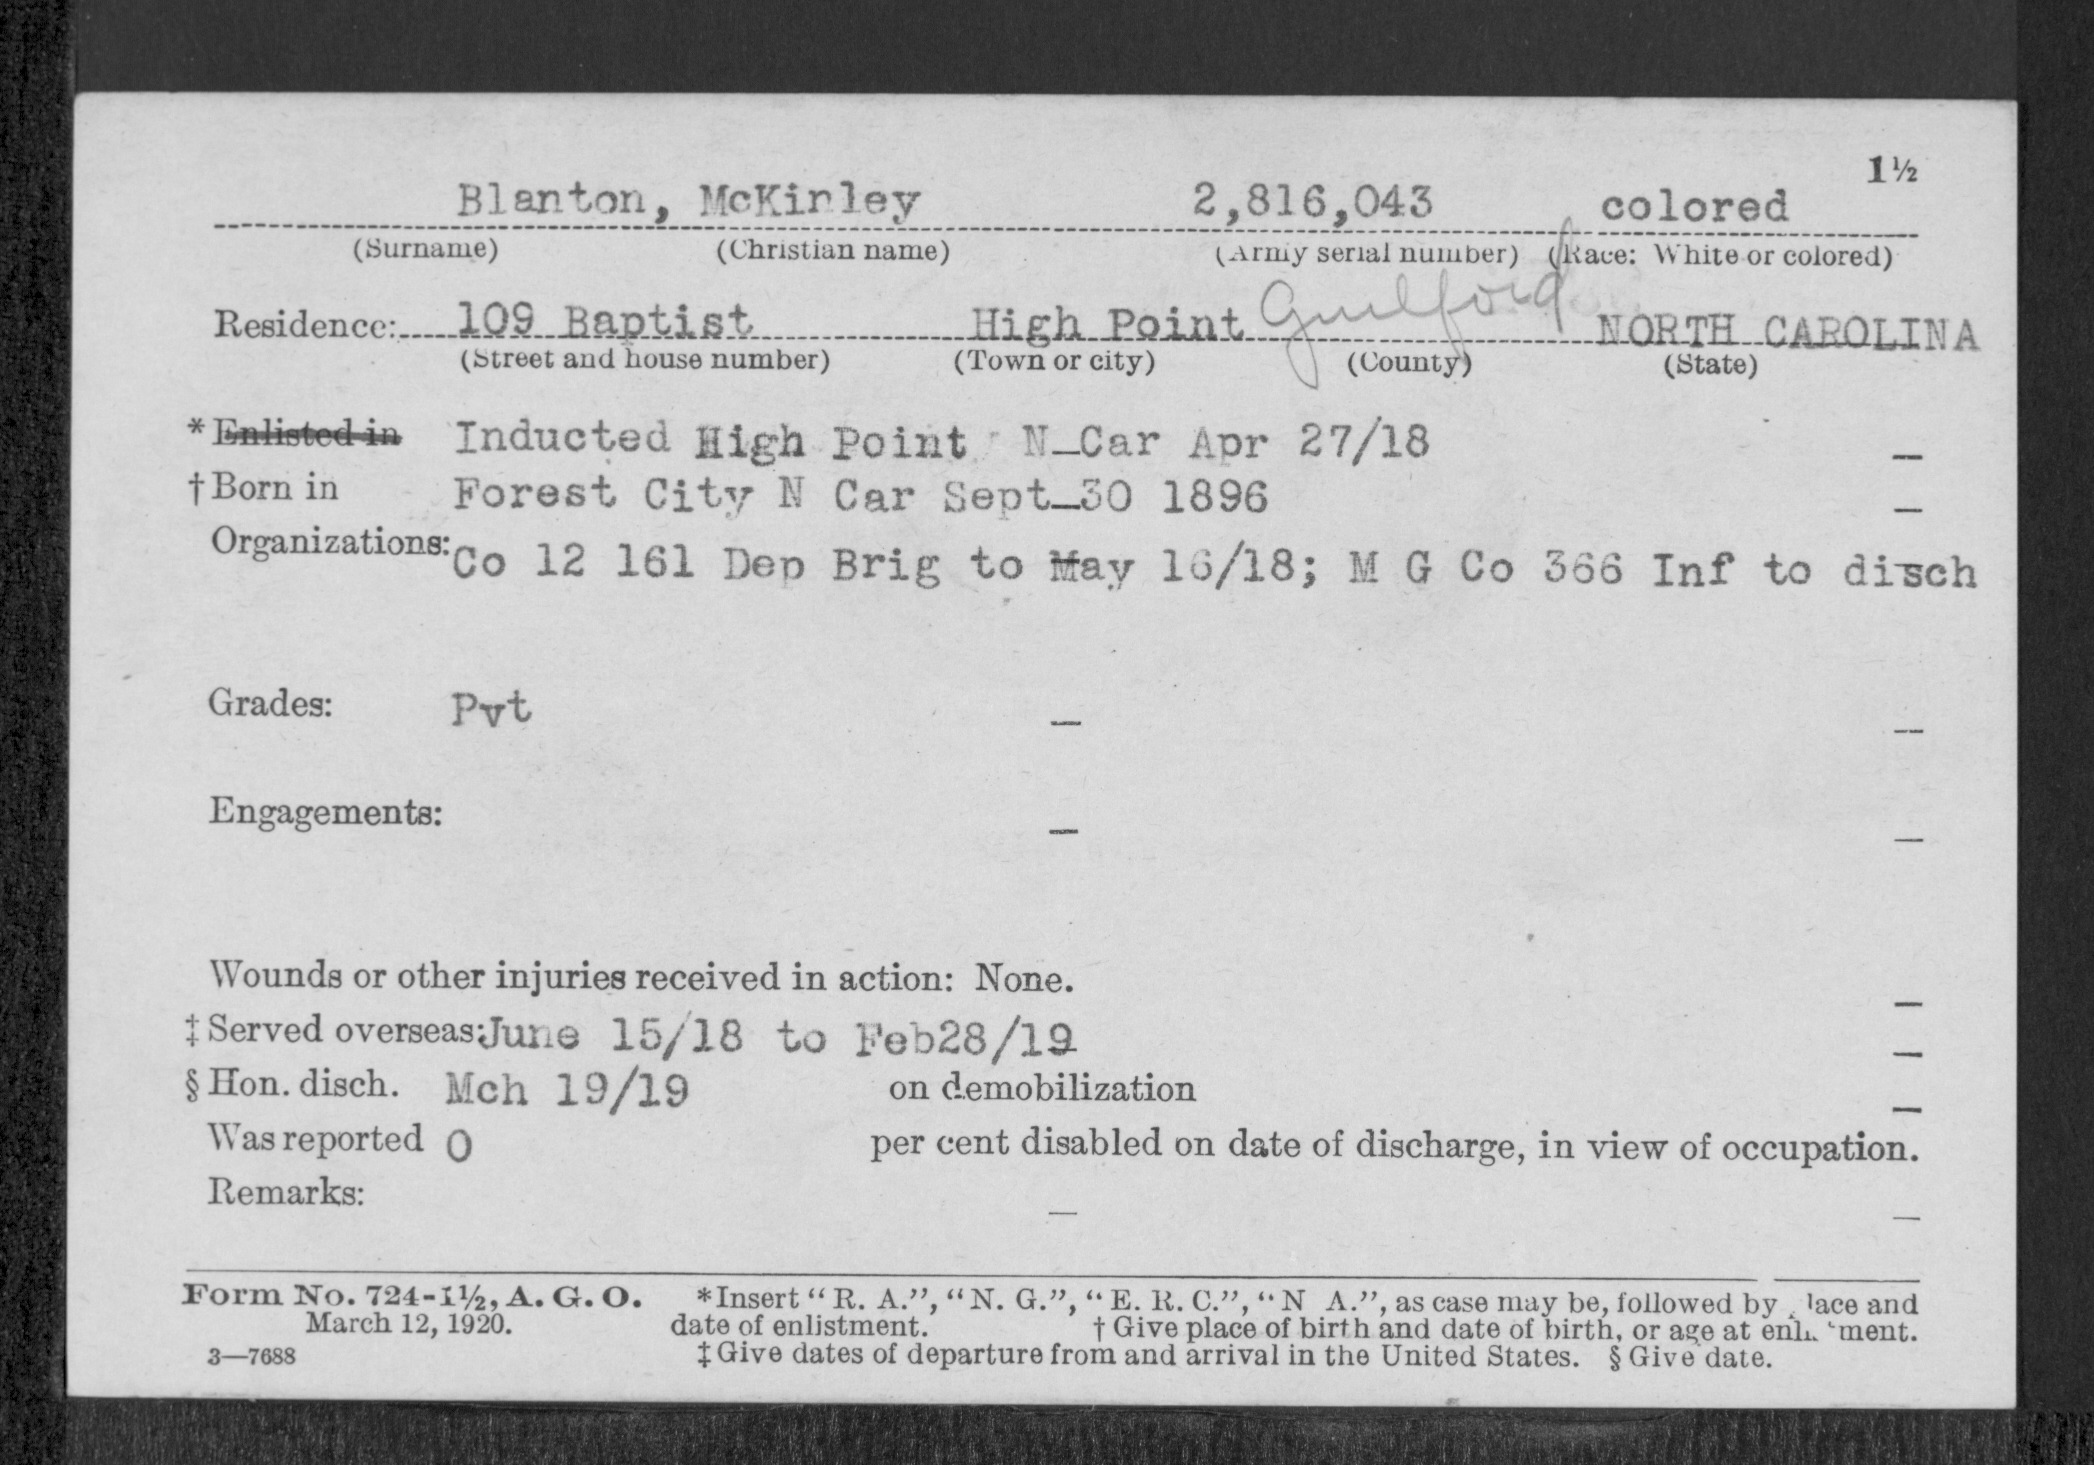 1½
Blanton, McKinley 2,816,043 colored
(Surname) (Christian name) (Army serial number) (Race: White or colored)
Residence: 109 Baptist High Point Guilford NORTH CAROLINA
(Street and house number) (Town or city) (County) (State)
*Enlisted in Inducted High Point N-Car Apr 27/18 -
†Born in Forest City N Car Sept-30 1896 -
Organizations: Co 12 161 Dep Brig to May 16/18; M G Co 366 Inf to disch
Grades: Pvt - -
Engagements: - -
Wounds or other injuries received in action: None. -
‡Served overseas: June 15/18 to Feb28/19 -
§Hon. disch. Mch 19/19 on demobilization -
Was reported 0 per cent disabled on date of discharge, in view of occupation.
Remarks: - -
Form No. 724-1½, A. G. O. *Insert "R. A.", "N. G.", "E. R. C.", "N A.", as case may be, followed by place and
March 12, 1920. date of enlistment. †Give place of birth and date of birth, or age at enlistment.
3—7688 ‡Give dates of departure from and arrival in the United States. §Give date.